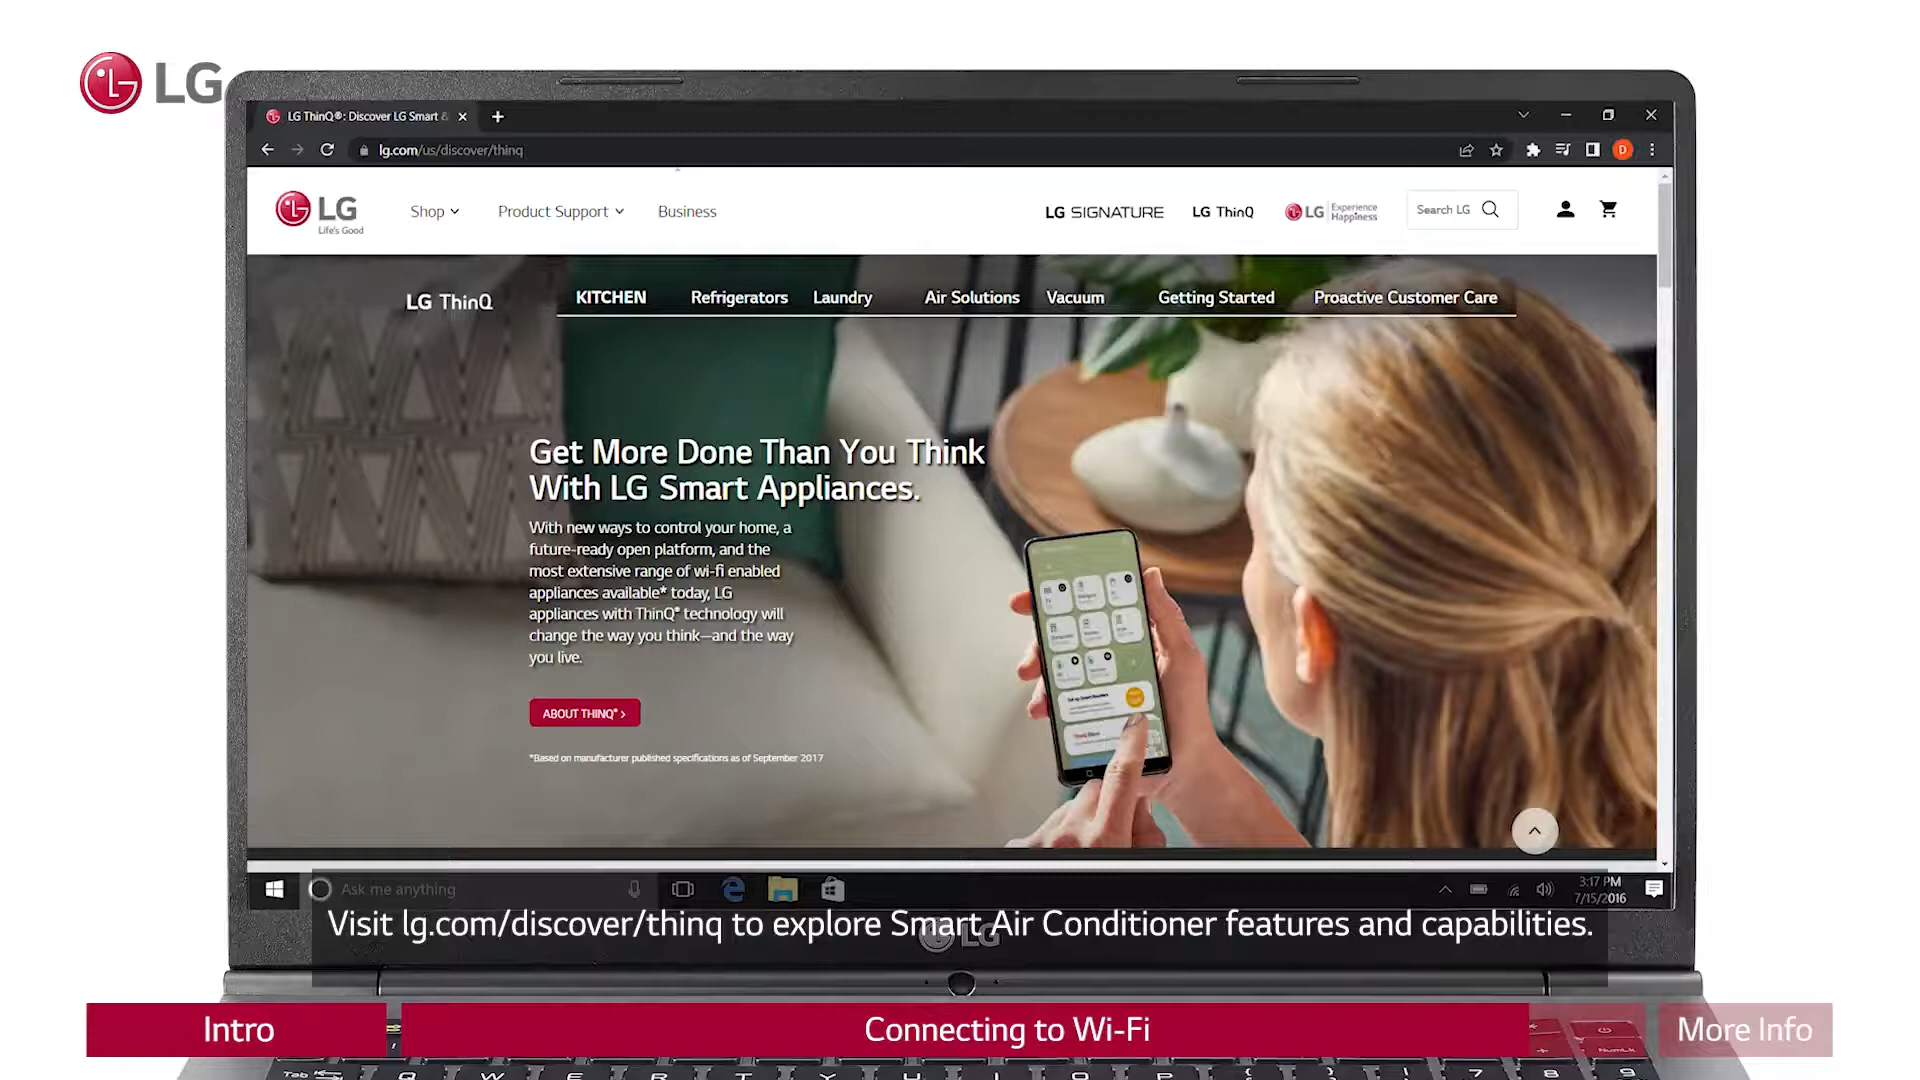 LG
LG ThinQ®: Discover LG Smart &
lg.com/us/discover/thinq
D
LG
Life's Good
Shop
Product Support
Business
LG SIGNATURE
LG ThinQ
LG
Experience
Happiness
Search LG
LG ThinQ
KITCHEN
Refrigerators
Laundry
Air Solutions
Vacuum
Getting Started
Proactive Customer Care
Get More Done Than You Think
With LG Smart Appliances.
With new ways to control your home, a
future-ready open platform, and the
most extensive range of wi-fi enabled
appliances available* today, LG
appliances with ThinQ® technology will
change the way you think—and the way
you live.
ABOUT THINQ® >
*Based on manufacturer published specifications as of September 2017
Ask me anything
3:17 PM
7/15/2016
Visit lg.com/discover/thinq to explore Smart Air Conditioner features and capabilities.
LG
Intro
Connecting to Wi-Fi
More Info
Tab
Q W E R T Y U I O P 7 8 9
NumLk